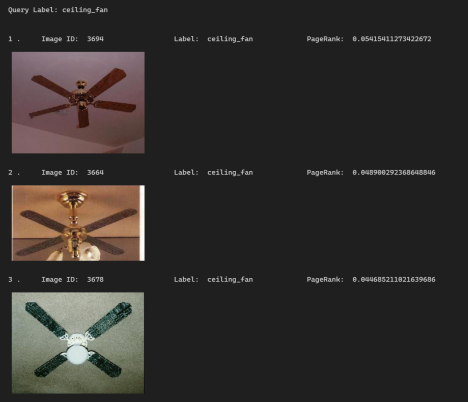 Query Label: ceiling_fan
1 . Image ID: 3694 Label: ceiling_fan PageRank: 0.05415411273422672
2 . Image ID: 3664 Label: ceiling_fan PageRank: 0.048900292368648846
3 . Image ID: 3678 Label: ceiling_fan PageRank: 0.044685211021639686